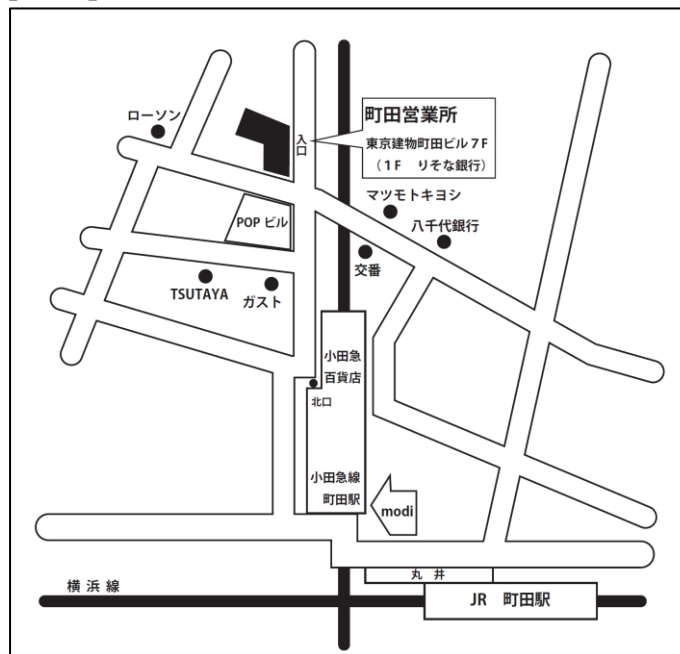 町田営業所
東京建物町田ビル7F
（1F　りそな銀行）
ローソン
入口
マツモトキヨシ
八千代銀行
POP ビル
交番
TSUTAYA
ガスト
小田急
百貨店
北口
小田急線
町田駅
modi
丸　井
横 浜 線
JR　町田駅